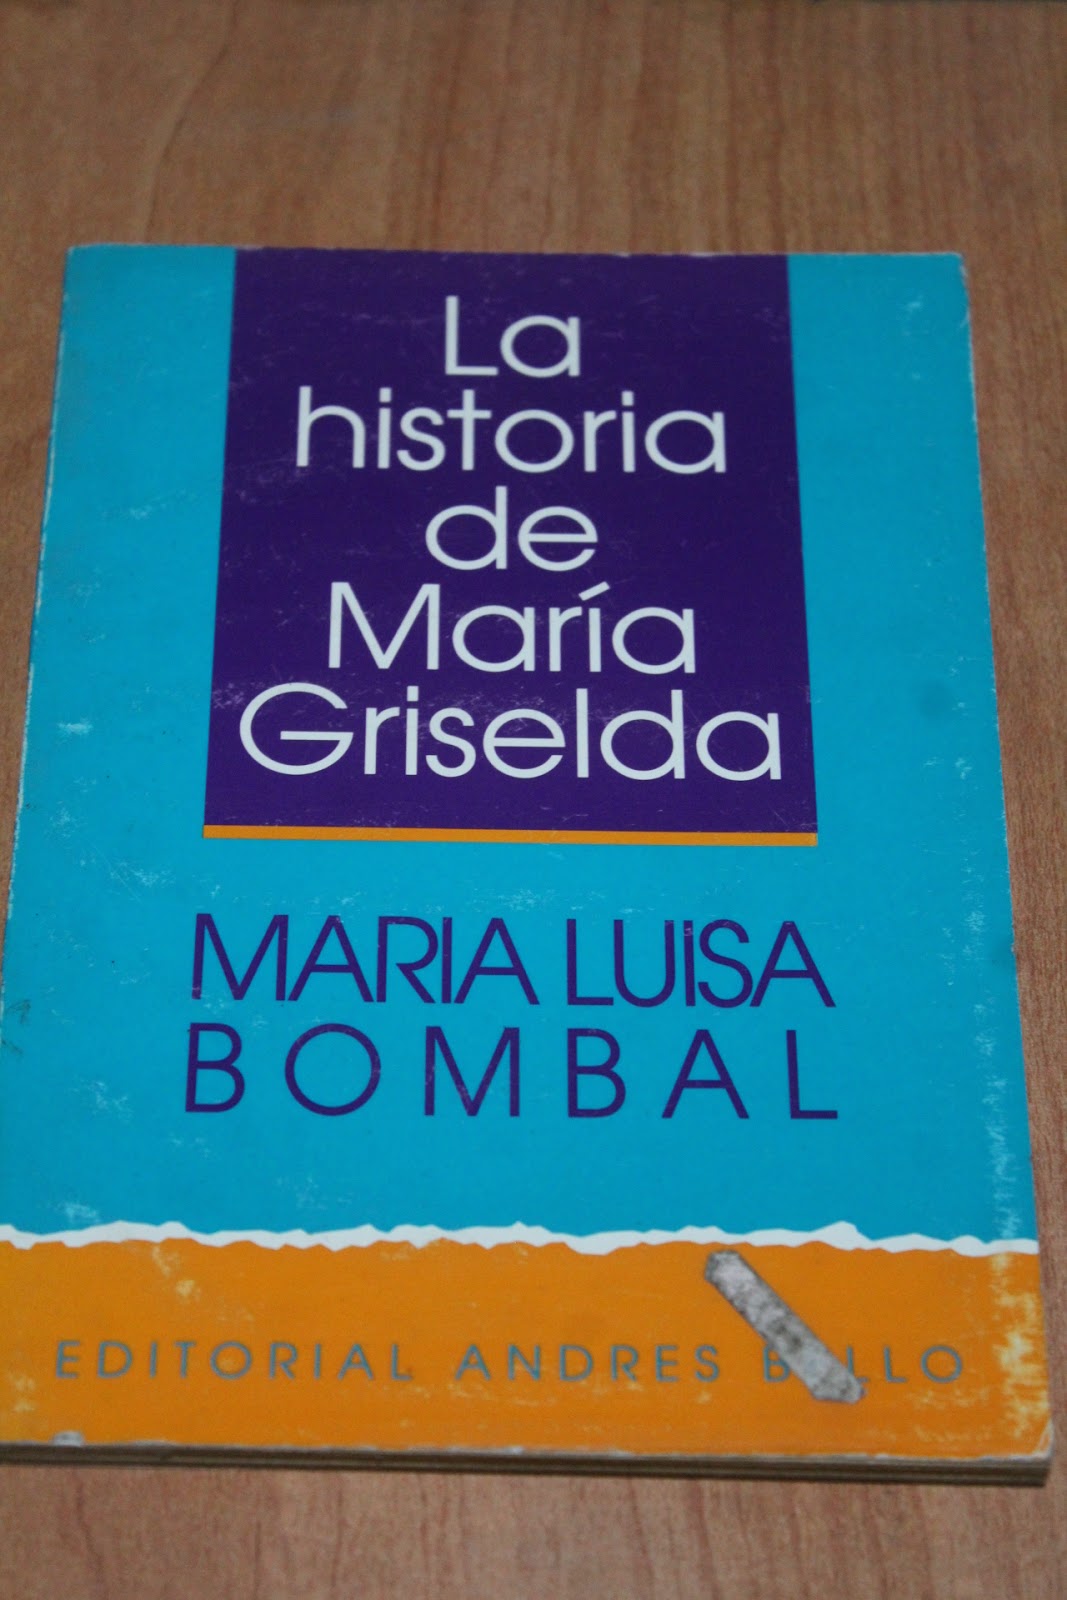 La
historia
de
María
Griselda
MARIA LUISA
BOMBAL
EDITORIAL ANDRES